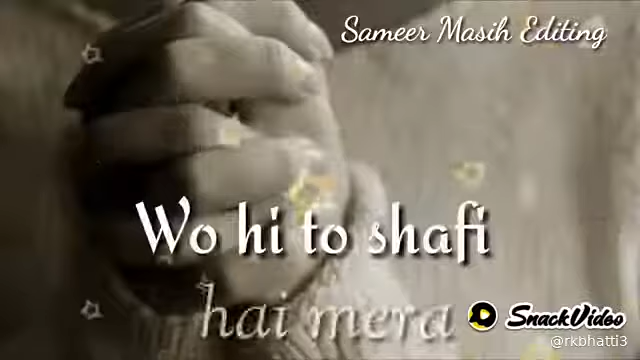 Sameer Masih Editing
Wo hi to shafi
hai mera
SnackVideo
@rkbhatti3